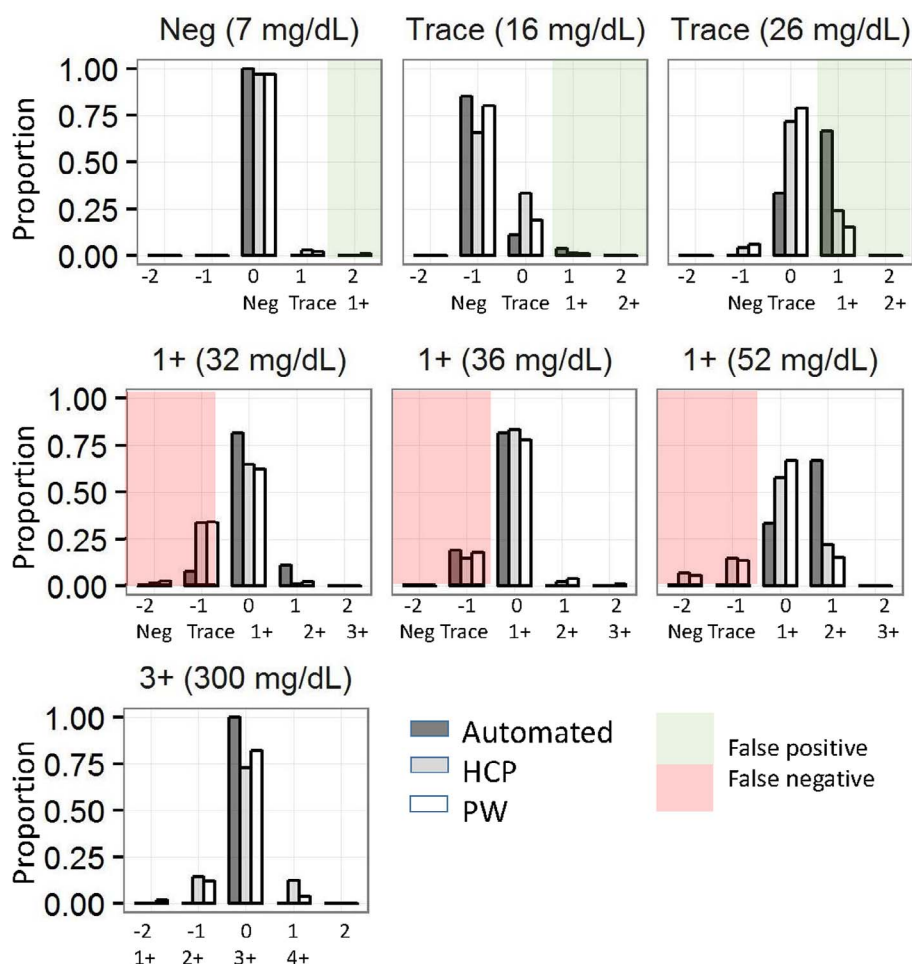 Neg (7 mg/dL) Trace (16 mg/dL) Trace (26 mg/dL)
Proportion
1.00
0.75
0.50
0.25
0.00
-2 -1 0 1 2 -2 -1 0 1 2 -2 -1 0 1 2
Neg Trace 1+ Neg Trace 1+ 2+ Neg Trace 1+ 2+
1+ (32 mg/dL) 1+ (36 mg/dL) 1+ (52 mg/dL)
Proportion
1.00
0.75
0.50
0.25
0.00
-2 -1 0 1 2 -2 -1 0 1 2 -2 -1 0 1 2
Neg Trace 1+ 2+ 3+ Neg Trace 1+ 2+ 3+ Neg Trace 1+ 2+ 3+
3+ (300 mg/dL)
Proportion
1.00
0.75
0.50
0.25
0.00
-2 -1 0 1 2
1+ 2+ 3+ 4+
Automated
HCP
PW
False positive
False negative